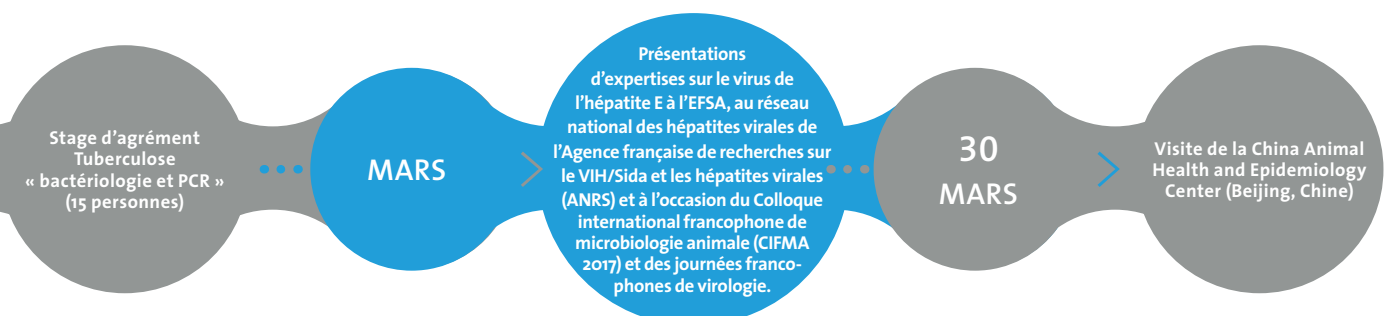 Stage d'agrément
Tuberculose
« bactériologie et PCR »
(15 personnes)
MARS
Présentations
d'expertises sur le virus de
l'hépatite E à l'EFSA, au réseau
national des hépatites virales de
l'Agence française de recherches sur
le VIH/Sida et les hépatites virales
(ANRS) et à l'occasion du Colloque
international francophone de
microbiologie animale (CIFMA
2017) et des journées franco-
phones de virologie.
30
MARS
Visite de la China Animal
Health and Epidemiology
Center (Beijing, Chine)